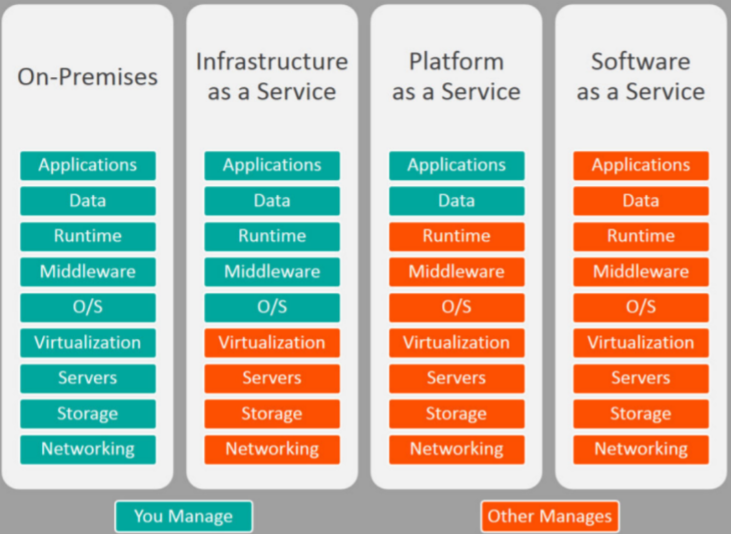 On-Premises
Applications
Data
Runtime
Middleware
O/S
Virtualization
Servers
Storage
Networking
Infrastructure
as a Service
Applications
Data
Runtime
Middleware
O/S
Virtualization
Servers
Storage
Networking
Platform
as a Service
Applications
Data
Runtime
Middleware
O/S
Virtualization
Servers
Storage
Networking
Software
as a Service
Applications
Data
Runtime
Middleware
O/S
Virtualization
Servers
Storage
Networking
You Manage
Other Manages